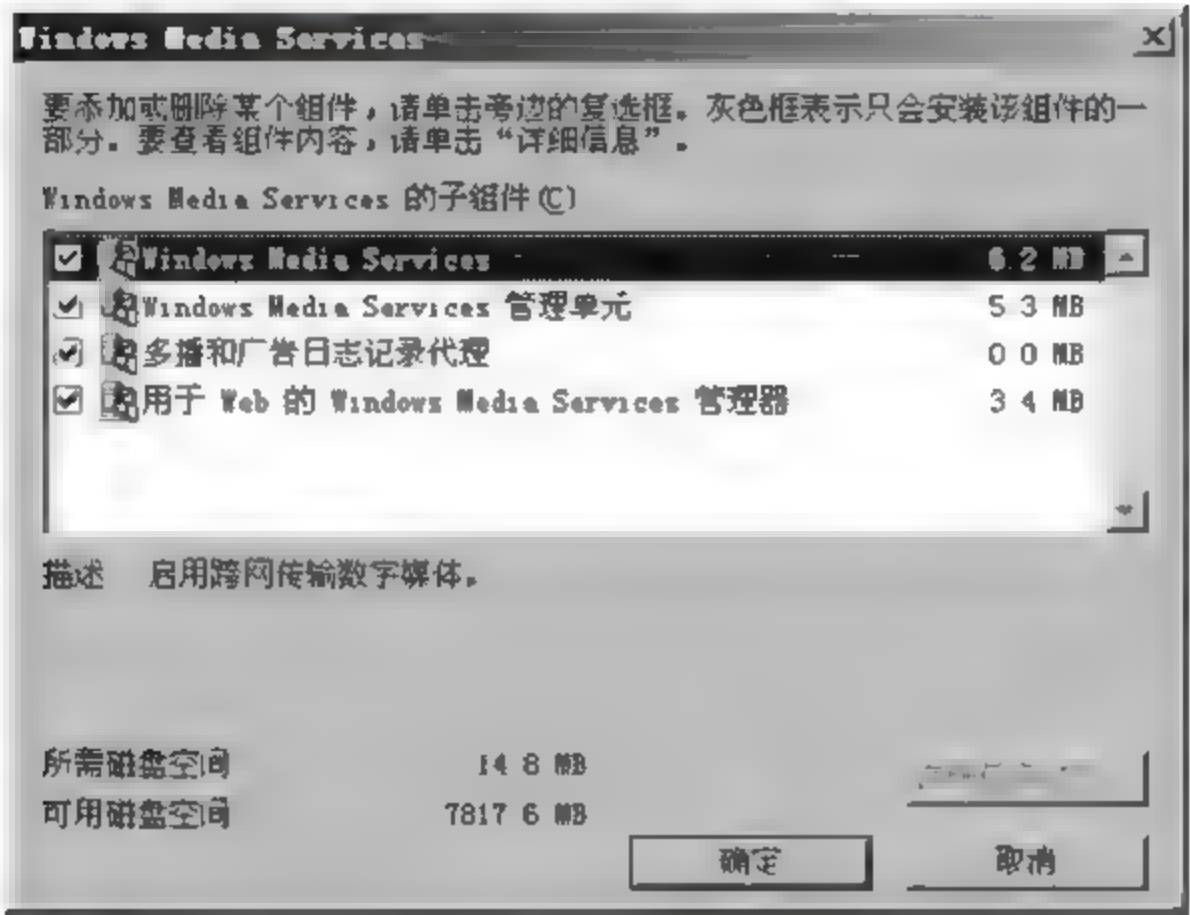 Windows Media Services
要添加或删除某个组件，请单击旁边的复选框。灰色框表示只会安装该组件的一
部分。要查看组件内容，请单击“详细信息”。
Windows Media Services 的子组件(C)
Windows Media Services 6.2 MB
Windows Media Services 管理单元 5.3 MB
多播和广告日志记录代理 0.0 MB
用于 Web 的 Windows Media Services 管理器 3.4 MB
描述 启用跨网传输数字媒体。
所需磁盘空间 14.8 MB
可用磁盘空间 7817.6 MB
确定 取消